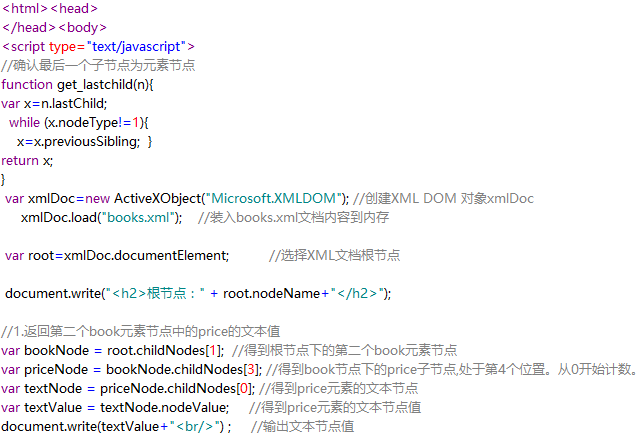 <html><head>
</head><body>
<script type="text/javascript">
//确认最后一个子节点为元素节点
function get_lastchild(n){
var x=n.lastChild;
while (x.nodeType!=1){
x=x.previousSibling; }
return x;
}
var xmlDoc=new ActiveXObject("Microsoft.XMLDOM"); //创建XML DOM 对象xmlDoc
xmlDoc.load("books.xml"); //装入books.xml文档内容到内存
var root=xmlDoc.documentElement; //选择XML文档根节点
document.write("<h2>根节点：" + root.nodeName+"</h2>");
//1.返回第二个book元素节点中的price的文本值
var bookNode = root.childNodes[1]; //得到根节点下的第二个book元素节点
var priceNode = bookNode.childNodes[3]; //得到book节点下的price子节点,处于第4个位置。从0开始计数。
var textNode = priceNode.childNodes[0]; //得到price元素的文本节点
var textValue = textNode.nodeValue; //得到price元素的文本节点值
document.write(textValue+"<br/>") ; //输出文本节点值